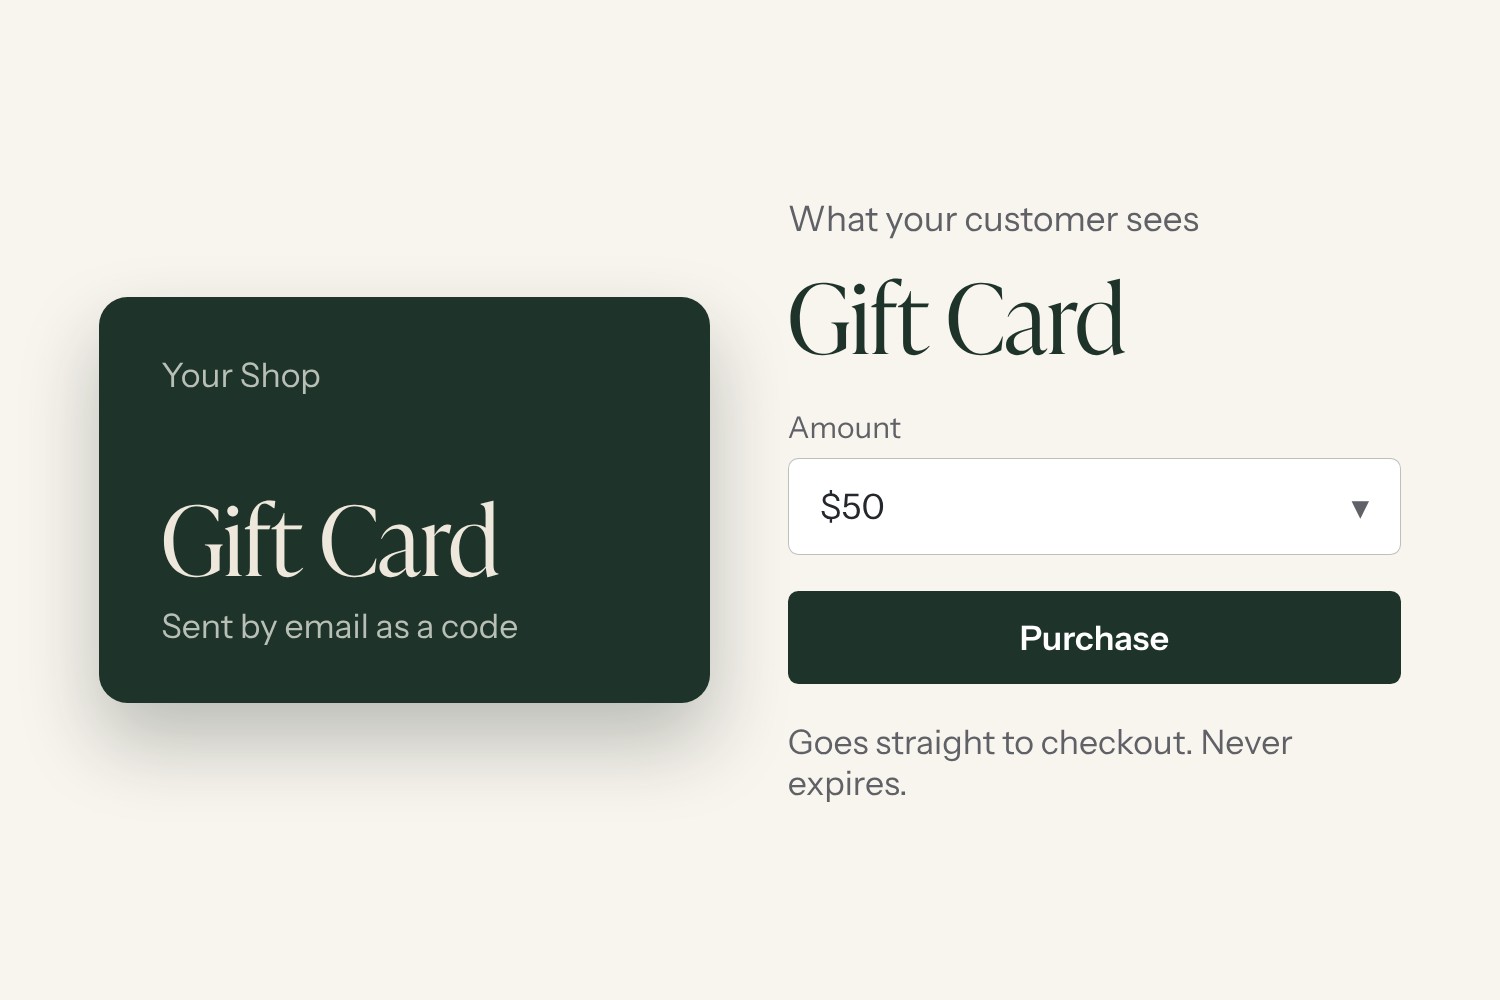 Your Shop
Gift Card
Sent by email as a code
What your customer sees
Gift Card
Amount
$50 ▼
Purchase
Goes straight to checkout. Never
expires.